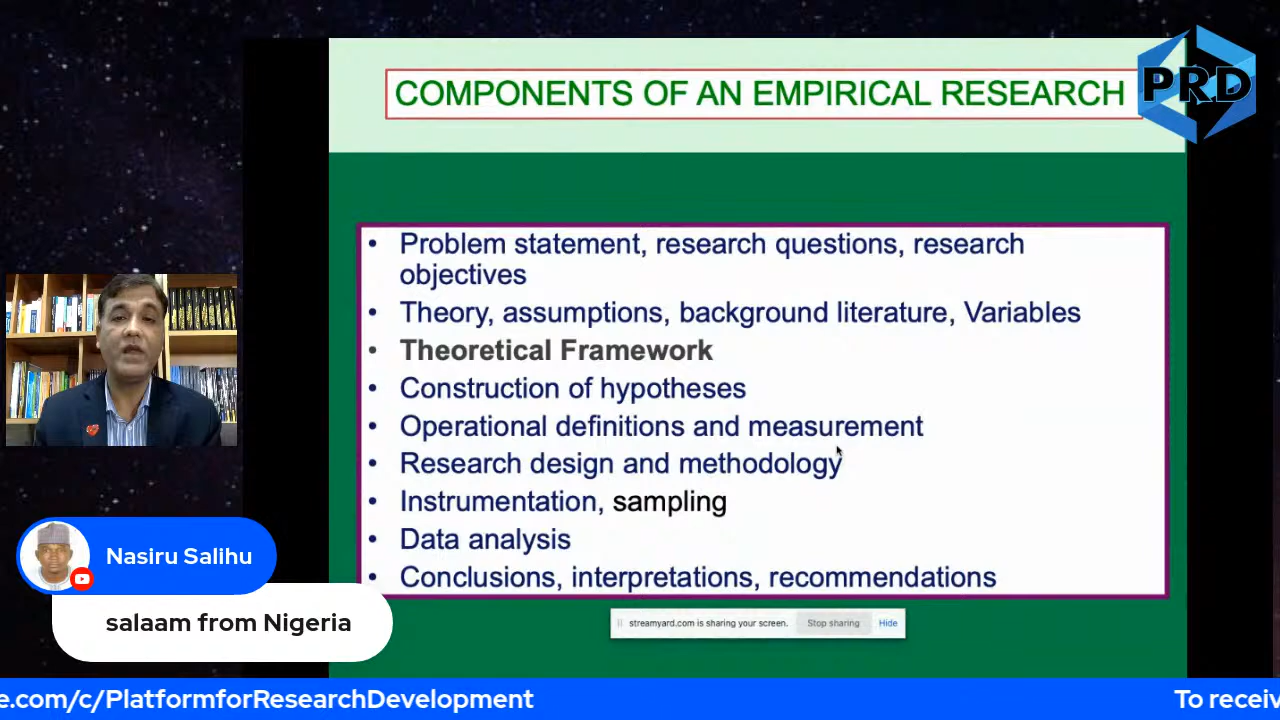 COMPONENTS OF AN EMPIRICAL RESEARCH
PRD
• Problem statement, research questions, research
objectives
• Theory, assumptions, background literature, Variables
• Theoretical Framework
• Construction of hypotheses
• Operational definitions and measurement
• Research design and methodology
• Instrumentation, sampling
• Data analysis
• Conclusions, interpretations, recommendations
Nasiru Salihu
salaam from Nigeria
streamyard.com is sharing your screen. Stop sharing Hide
e.com/c/PlatformforResearchDevelopment To receiv